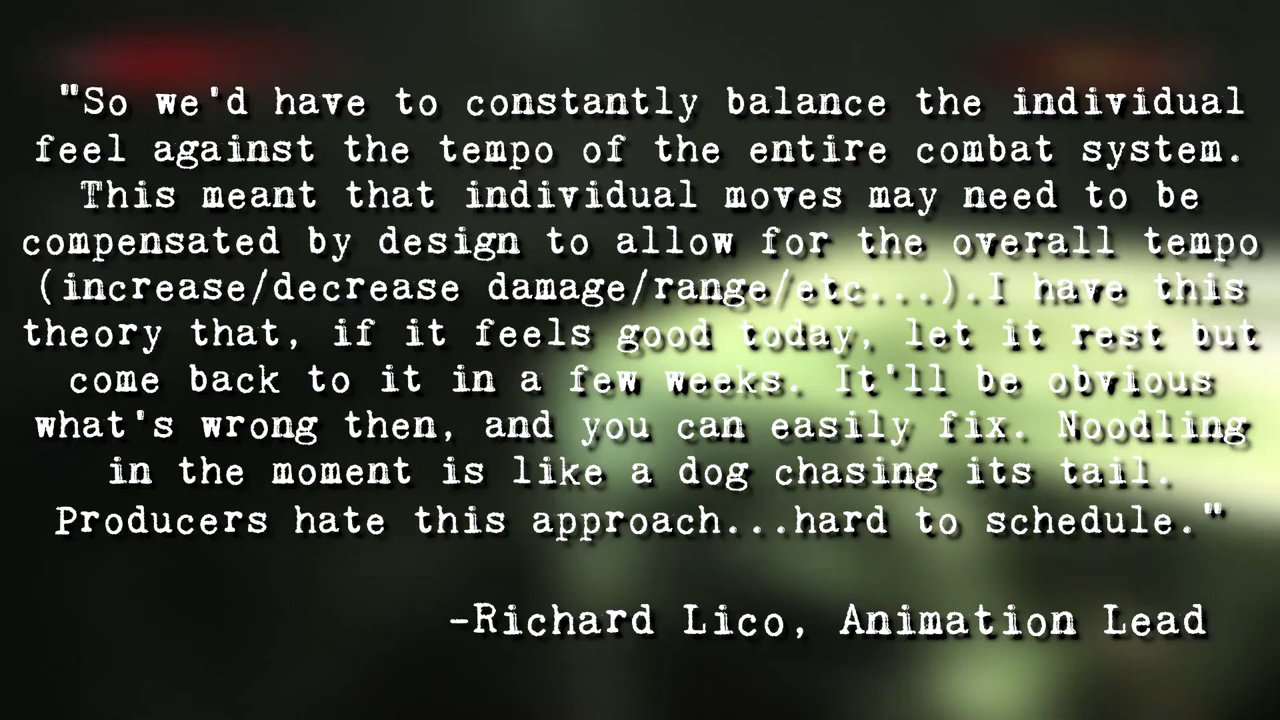 "So we'd have to constantly balance the individual
feel against the tempo of the entire combat system.
This meant that individual moves may need to be
compensated by design to allow for the overall tempo
(increase/decrease damage/range/etc...).I have this
theory that, if it feels good today, let it rest but
come back to it in a few weeks. It'll be obvious
what's wrong then, and you can easily fix. Noodling
in the moment is like a dog chasing its tail.
Producers hate this approach...hard to schedule."
-Richard Lico, Animation Lead